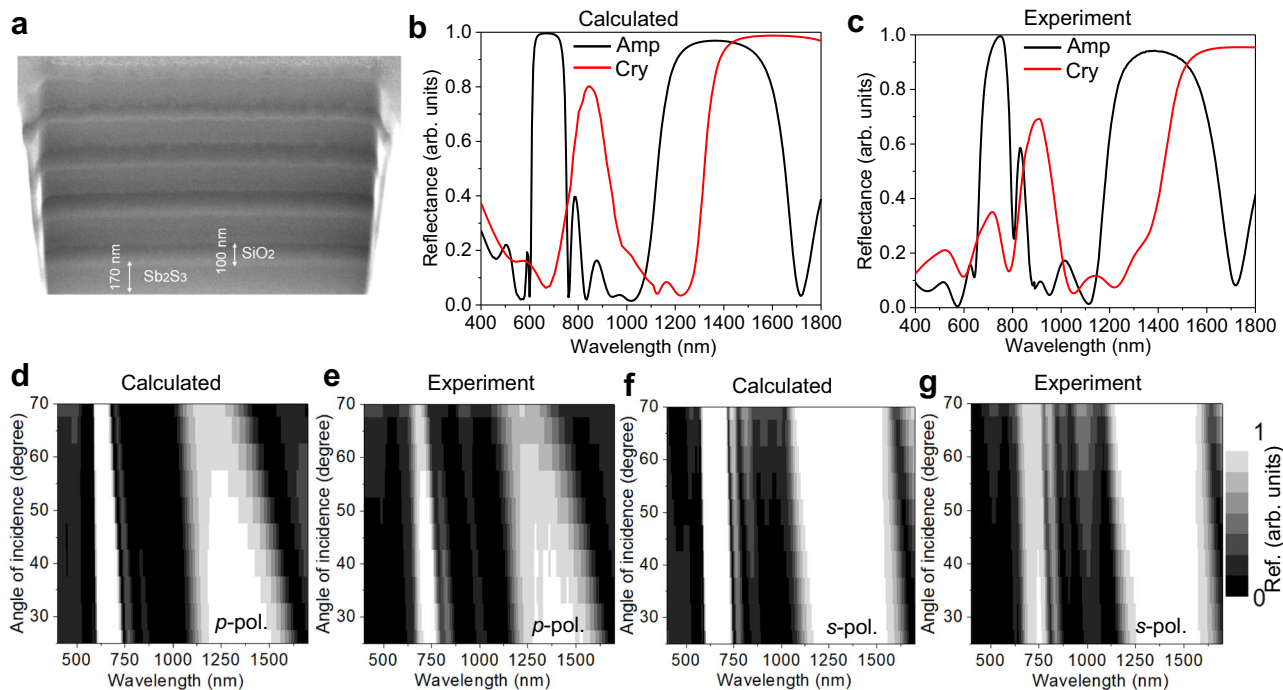 a
170 nm
Sb₂S₃
100 nm
SiO₂
b
Calculated
Amp
Cry
Reflectance (arb. units)
1.0
0.8
0.6
0.4
0.2
0.0
400 600 800 1000 1200 1400 1600 1800
Wavelength (nm)
c
Experiment
Amp
Cry
Reflectance (arb. units)
1.0
0.8
0.6
0.4
0.2
0.0
400 600 800 1000 1200 1400 1600 1800
Wavelength (nm)
d
Calculated
Angle of incidence (degree)
70
60
50
40
30
p-pol.
500 750 1000 1250 1500
Wavelength (nm)
e
Experiment
Angle of incidence (degree)
70
60
50
40
30
p-pol.
500 750 1000 1250 1500
Wavelength (nm)
f
Calculated
Angle of incidence (degree)
70
60
50
40
30
s-pol.
500 750 1000 1250 1500
Wavelength (nm)
g
Experiment
Angle of incidence (degree)
70
60
50
40
30
s-pol.
500 750 1000 1250 1500
Wavelength (nm)
1
0
Ref. (arb. units)